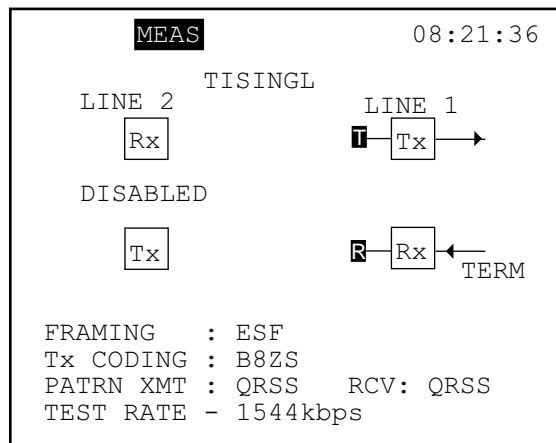 MEAS 08:21:36
TISINGL
LINE 2 LINE 1
Rx T Tx
DISABLED
Tx R Rx
TERM
FRAMING : ESF
Tx CODING : B8ZS
PATRN XMT : QRSS RCV: QRSS
TEST RATE - 1544kbps